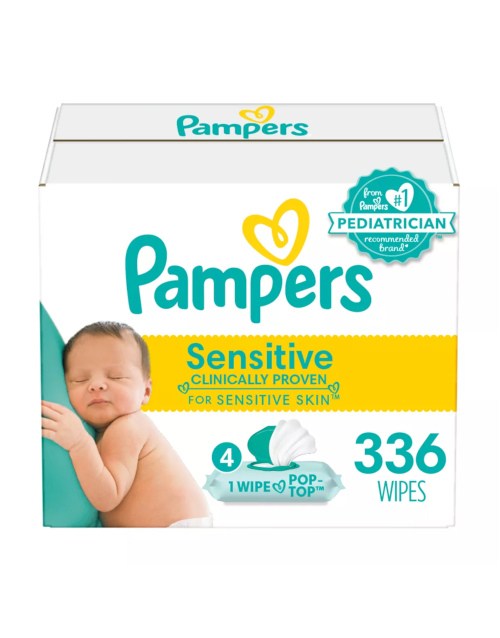 Pampers
from
Pampers #1
PEDIATRICIAN
recommended
brand*
Pampers
Sensitive
CLINICALLY PROVEN
FOR SENSITIVE SKIN™
4
1 WIPE POP-
TOP™
336
WIPES